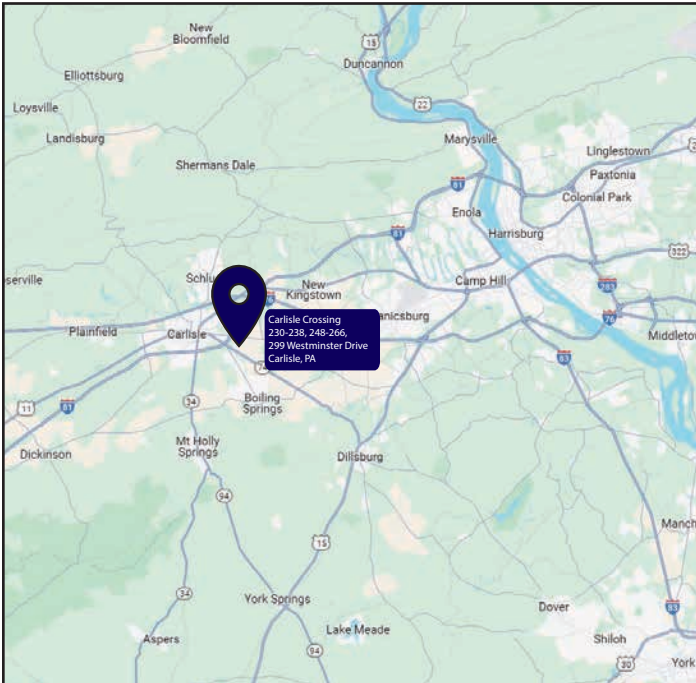 New
Bloomfield
15
Duncannon
Elliottsburg
22
Loysville
Landisburg
Marysville
Linglestown
Shermans Dale
Paxtonia
81
Colonial Park
Enola
81
Harrisburg
322
serville
Schlu
New
Kingstown
Camp Hill
283
76
Carlisle Crossing
230-238, 248-266,
299 Westminster Drive
Carlisle, PA
anicsburg
Plainfield
Carlisle
Middletow
83
74
11
81
34
Boiling
Springs
Dickinson
Mt Holly
Springs
Dillsburg
94
Manch
15
34
York Springs
Dover
83
Aspers
Lake Meade
Shiloh
94
30
York